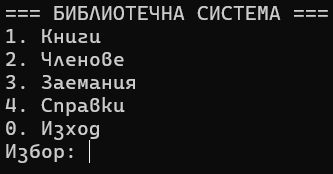 === БИБЛИОТЕЧНА СИСТЕМА ===
1. Книги
2. Членове
3. Заемания
4. Справки
0. Изход
Избор: